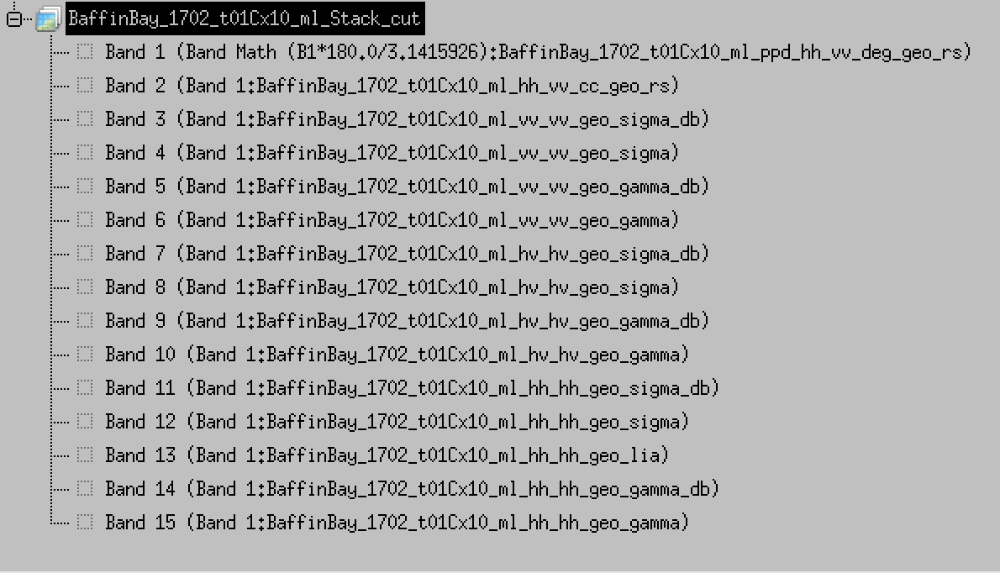 BaffinBay_1702_t01Cx10_ml_Stack_cut
Band 1 (Band Math (B1*180.0/3.1415926):BaffinBay_1702_t01Cx10_ml_ppd_hh_vv_deg_geo_rs)
Band 2 (Band 1:BaffinBay_1702_t01Cx10_ml_hh_vv_cc_geo_rs)
Band 3 (Band 1:BaffinBay_1702_t01Cx10_ml_vv_vv_geo_sigma_db)
Band 4 (Band 1:BaffinBay_1702_t01Cx10_ml_vv_vv_geo_sigma)
Band 5 (Band 1:BaffinBay_1702_t01Cx10_ml_vv_vv_geo_gamma_db)
Band 6 (Band 1:BaffinBay_1702_t01Cx10_ml_vv_vv_geo_gamma)
Band 7 (Band 1:BaffinBay_1702_t01Cx10_ml_hv_hv_geo_sigma_db)
Band 8 (Band 1:BaffinBay_1702_t01Cx10_ml_hv_hv_geo_sigma)
Band 9 (Band 1:BaffinBay_1702_t01Cx10_ml_hv_hv_geo_gamma_db)
Band 10 (Band 1:BaffinBay_1702_t01Cx10_ml_hv_hv_geo_gamma)
Band 11 (Band 1:BaffinBay_1702_t01Cx10_ml_hh_hh_geo_sigma_db)
Band 12 (Band 1:BaffinBay_1702_t01Cx10_ml_hh_hh_geo_sigma)
Band 13 (Band 1:BaffinBay_1702_t01Cx10_ml_hh_hh_geo_lia)
Band 14 (Band 1:BaffinBay_1702_t01Cx10_ml_hh_hh_geo_gamma_db)
Band 15 (Band 1:BaffinBay_1702_t01Cx10_ml_hh_hh_geo_gamma)